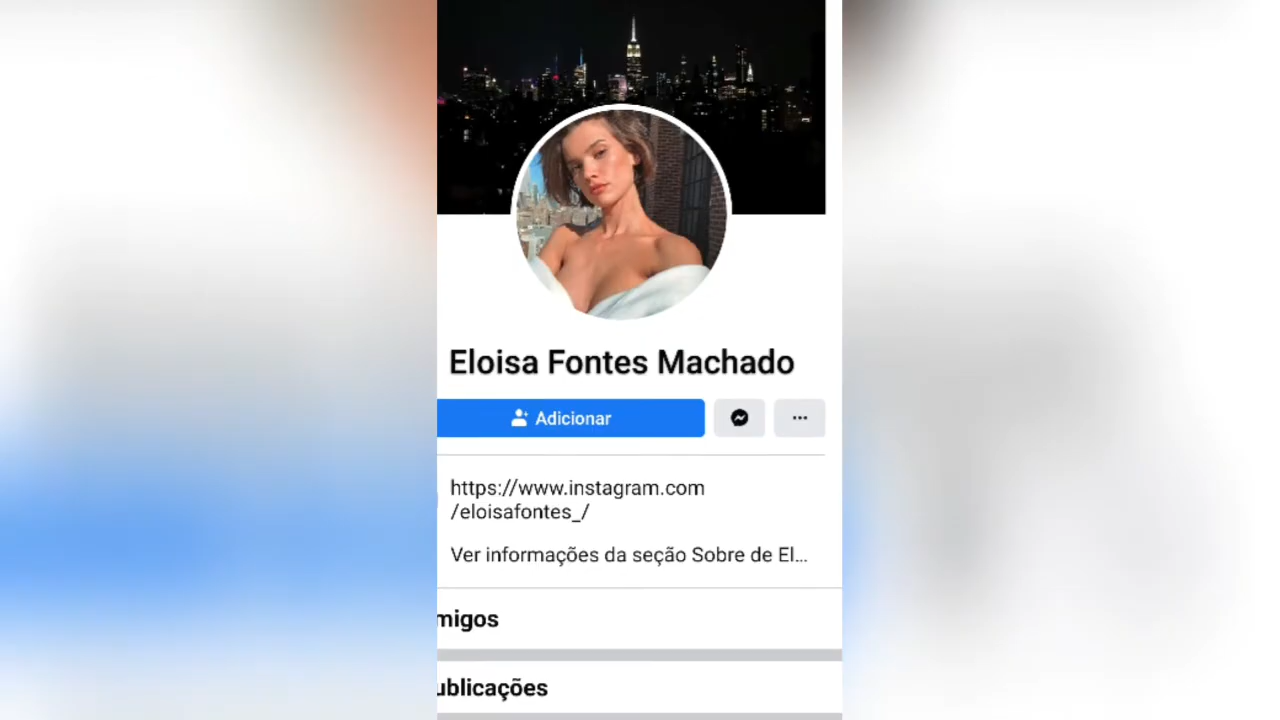 Eloisa Fontes Machado
Adicionar
https://www.instagram.com
/eloisafontes_/
Ver informações da seção Sobre de El...
migos
ublicações